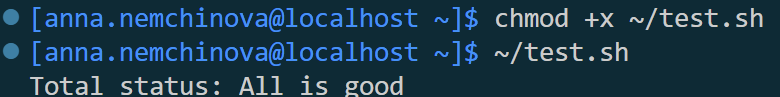 [anna.nemchinova@localhost ~]$ chmod +x ~/test.sh
[anna.nemchinova@localhost ~]$ ~/test.sh
Total status: All is good